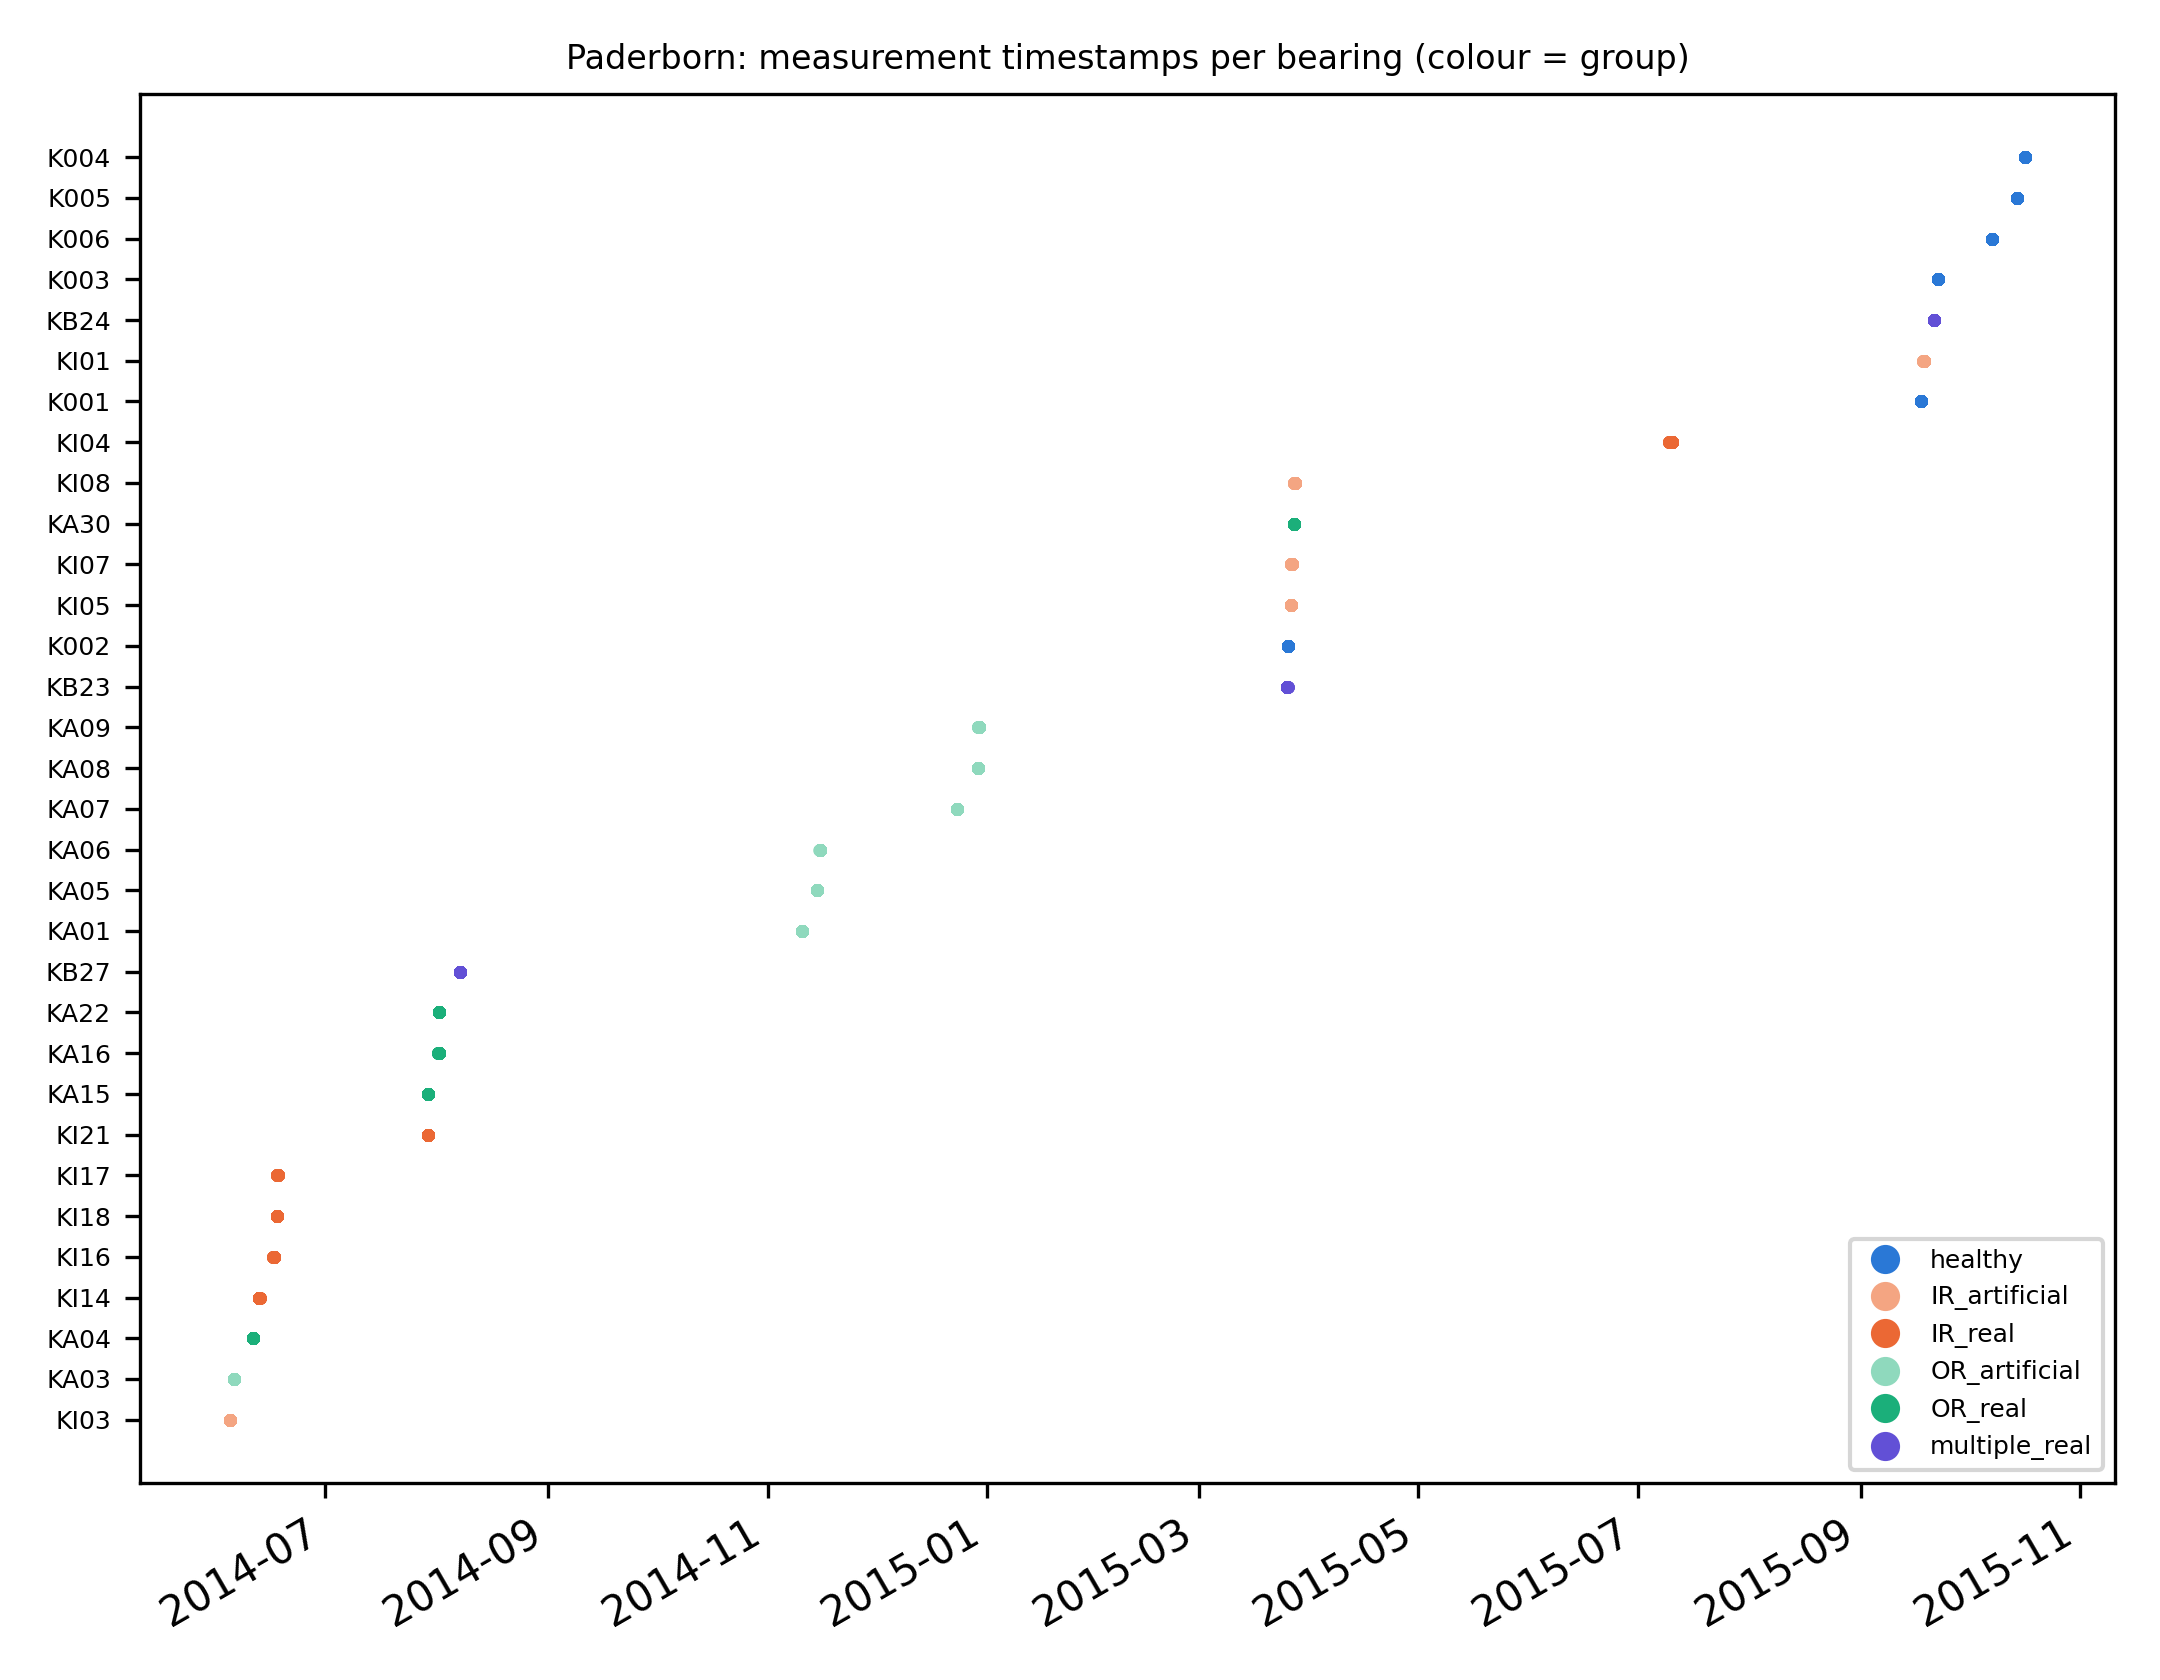 Paderborn: measurement timestamps per bearing (colour = group)
K004
K005
K006
K003
KB24
KI01
K001
KI04
KI08
KA30
KI07
KI05
K002
KB23
KA09
KA08
KA07
KA06
KA05
KA01
KB27
KA22
KA16
KA15
KI21
KI17
KI18
KI16
KI14
KA04
KA03
KI03
healthy
IR_artificial
IR_real
OR_artificial
OR_real
multiple_real
2014-07
2014-09
2014-11
2015-01
2015-03
2015-05
2015-07
2015-09
2015-11